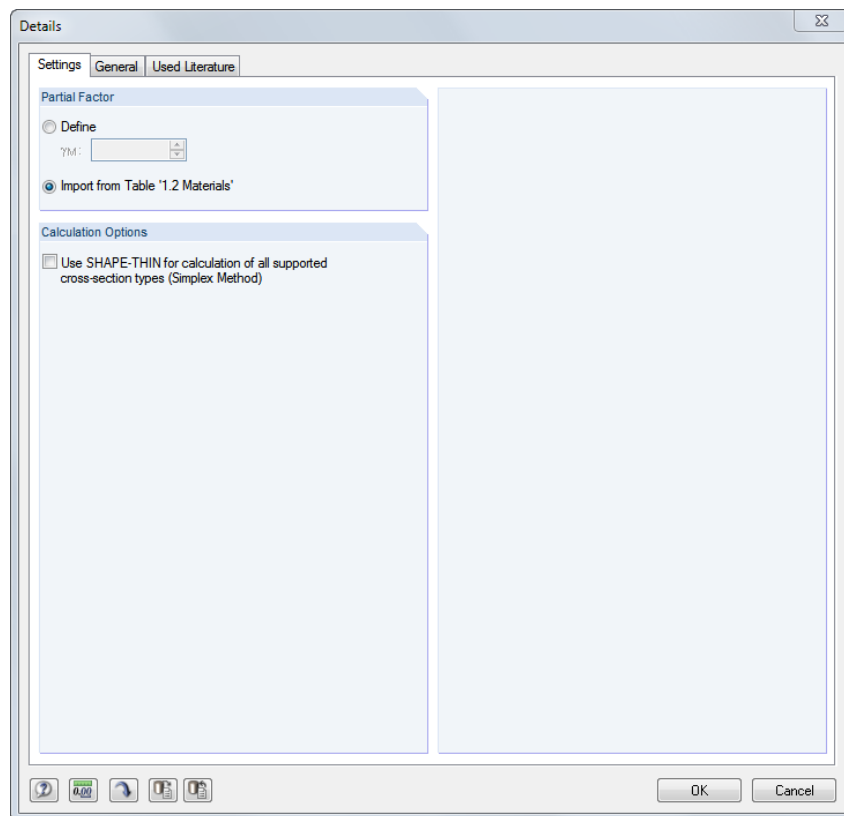 Details
Settings General Used Literature
Partial Factor
Define
γM :
Import from Table '1.2 Materials'
Calculation Options
Use SHAPE-THIN for calculation of all supported
cross-section types (Simplex Method)
0.00
OK Cancel